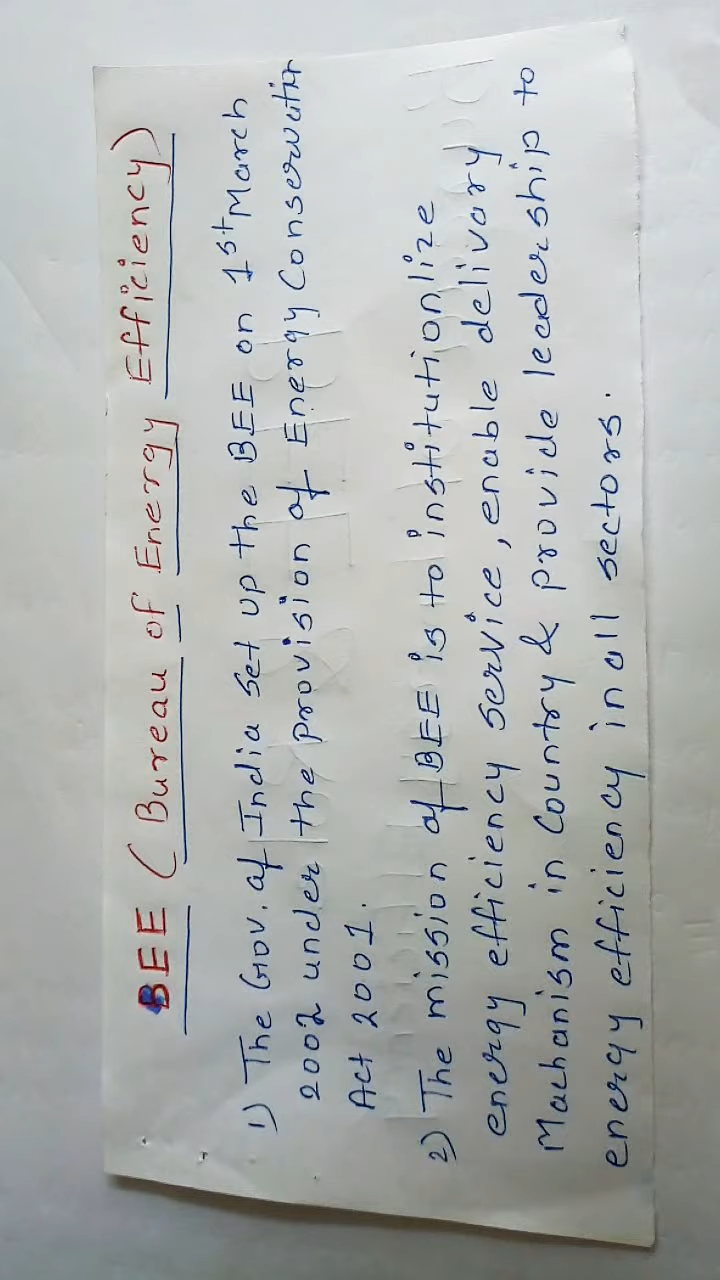 BEE (Bureau of Energy Efficiency)
1) The Gov. of India set up the BEE on 1st March
2002 under the provision of Energy Conservation
Act 2001.
2) The mission of BEE is to institutionlize
energy efficiency service, enable delivary
Machanism in Country & provide leadership to
energy efficiency in all sectors.